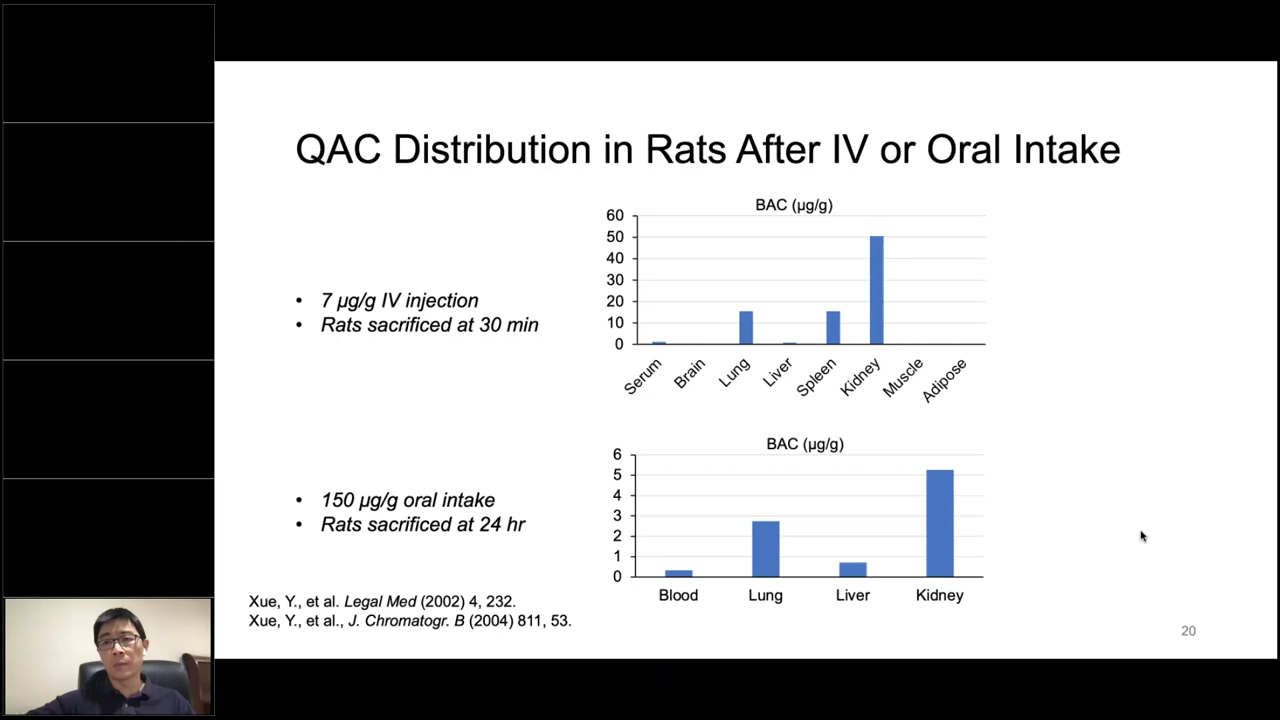 QAC Distribution in Rats After IV or Oral Intake
BAC (µg/g)
60
50
40
30
20
10
0
Serum
Brain
Lung
Liver
Spleen
Kidney
Muscle
Adipose
• 7 µg/g IV injection
• Rats sacrificed at 30 min
BAC (µg/g)
6
5
4
3
2
1
0
Blood
Lung
Liver
Kidney
• 150 µg/g oral intake
• Rats sacrificed at 24 hr
Xue, Y., et al. Legal Med (2002) 4, 232.
Xue, Y., et al., J. Chromatogr. B (2004) 811, 53.
20